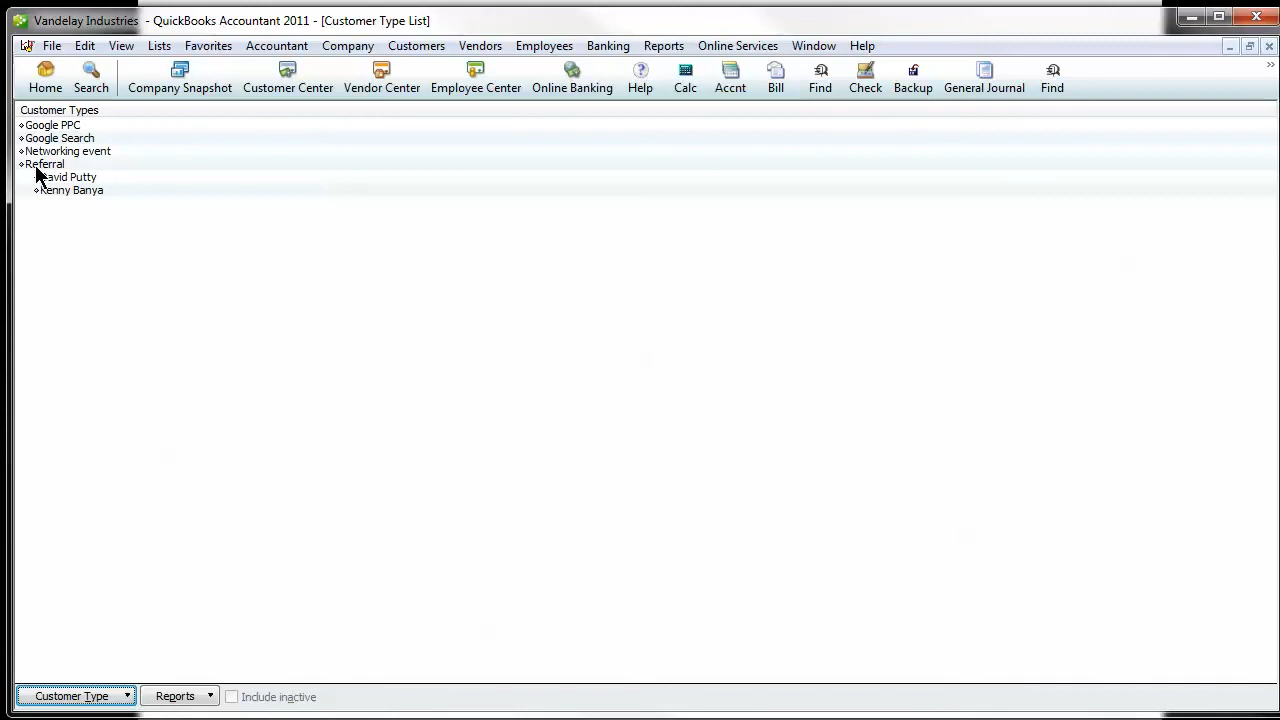 Vandelay Industries - QuickBooks Accountant 2011 - [Customer Type List]
File Edit View Lists Favorites Accountant Company Customers Vendors Employees Banking Reports Online Services Window Help
Home Search Company Snapshot Customer Center Vendor Center Employee Center Online Banking Help Calc Accnt Bill Find Check Backup General Journal Find
Customer Types
Google PPC
Google Search
Networking event
Referral
David Putty
Kenny Banya
Customer Type Reports Include inactive